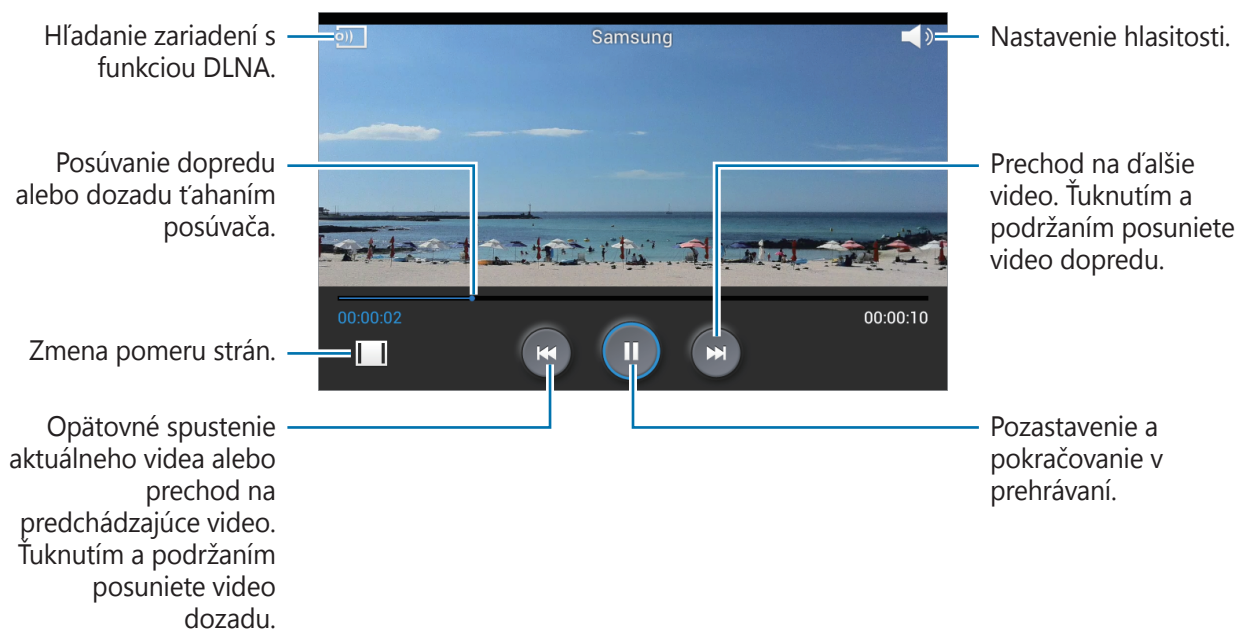 Hľadanie zariadení s
funkciou DLNA.
Samsung
Nastavenie hlasitosti.
Posúvanie dopredu
alebo dozadu ťahaním
posúvača.
Prechod na ďalšie
video. Ťuknutím a
podržaním posuniete
video dopredu.
00:00:02
00:00:10
Zmena pomeru strán.
Opätovné spustenie
aktuálneho videa alebo
prechod na
predchádzajúce video.
Ťuknutím a podržaním
posuniete video
dozadu.
Pozastavenie a
pokračovanie v
prehrávaní.